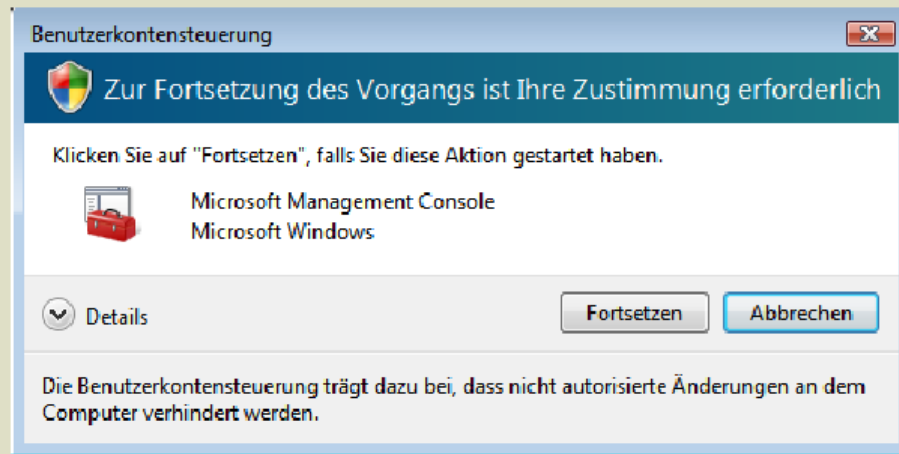 Benutzerkontensteuerung
Zur Fortsetzung des Vorgangs ist Ihre Zustimmung erforderlich
Klicken Sie auf "Fortsetzen", falls Sie diese Aktion gestartet haben.
Microsoft Management Console
Microsoft Windows
Details
Fortsetzen
Abbrechen
Die Benutzerkontensteuerung trägt dazu bei, dass nicht autorisierte Änderungen an dem
Computer verhindert werden.